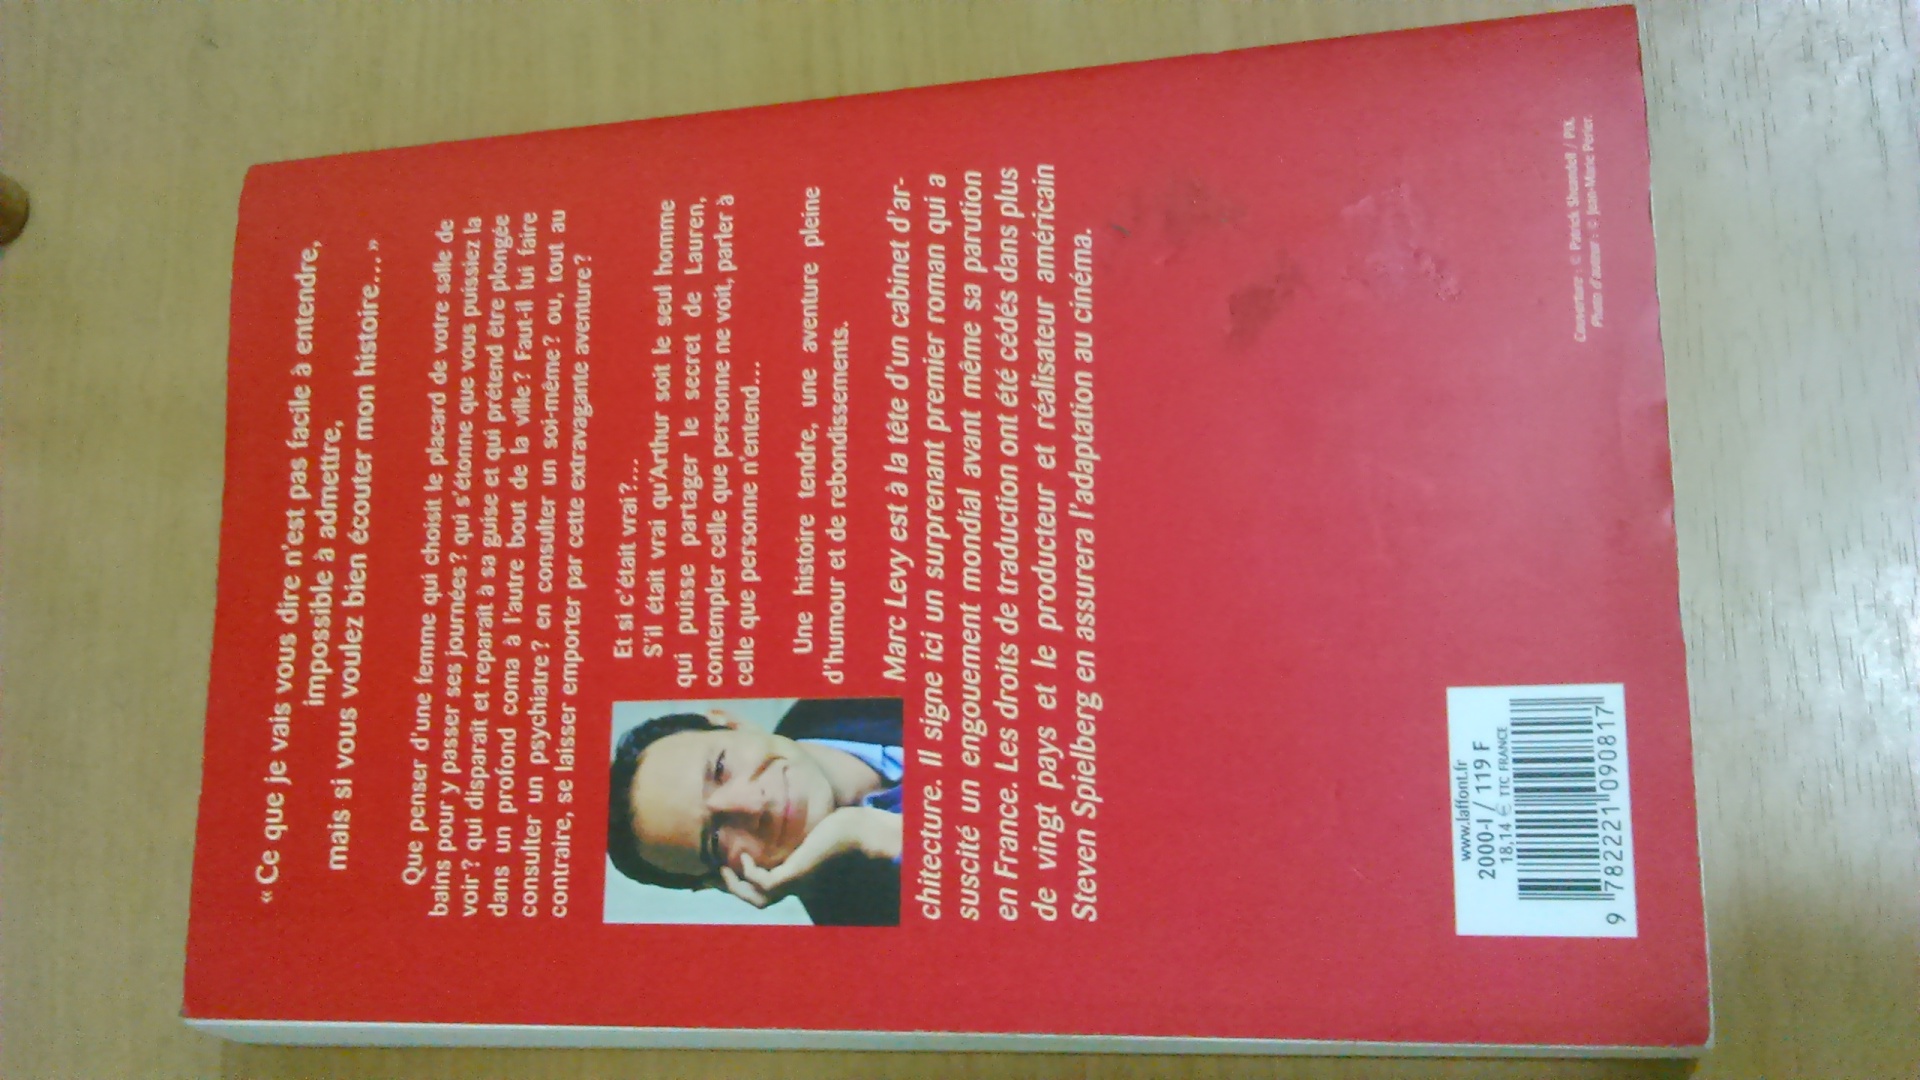 « Ce que je vais vous dire n'est pas facile à entendre,
impossible à admettre,
mais si vous voulez bien écouter mon histoire... »
Que penser d'une femme qui choisit le placard de votre salle de
bains pour y passer ses journées ? qui s'étonne que vous puissiez la
voir ? qui disparaît et reparaît à sa guise et qui prétend être plongée
dans un profond coma à l'autre bout de la ville ? Faut-il lui faire
consulter un psychiatre ? en consulter un soi-même ? ou, tout au
contraire, se laisser emporter par cette extravagante aventure ?
Et si c'était vrai ?...
S'il était vrai qu'Arthur soit le seul homme
qui puisse partager le secret de Lauren,
contempler celle que personne ne voit, parler à
celle que personne n'entend...
Une histoire tendre, une aventure pleine
d'humour et de rebondissements.
Marc Levy est à la tête d'un cabinet d'ar-
chitecture. Il signe ici un surprenant premier roman qui a
suscité un engouement mondial avant même sa parution
en France. Les droits de traduction ont été cédés dans plus
de vingt pays et le producteur et réalisateur américain
Steven Spielberg en assurera l'adaptation au cinéma.
www.laffont.fr
2000-I / 119 F
18,14 € TTC FRANCE
9 782221 090817
Couverture : © Patrick Sheandell / PIX.
Photo d'auteur : © Jean-Marie Perier.